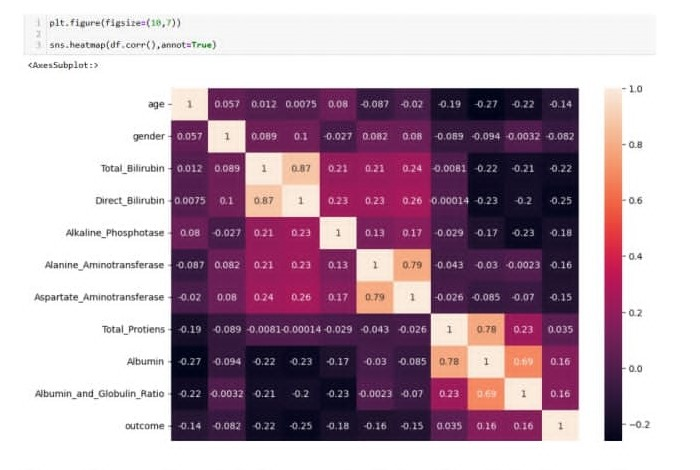 1 plt.figure(figsize=(10,7))
2
3 sns.heatmap(df.corr(),annot=True)
<AxesSubplot:>
age 1 0.057 0.012 0.0075 0.08 -0.087 -0.02 -0.19 -0.27 -0.22 -0.14
gender 0.057 1 0.089 0.1 -0.027 0.082 0.08 -0.089 -0.094 -0.0032 -0.082
Total_Bilirubin 0.012 0.089 1 0.87 0.21 0.21 0.24 -0.0081 -0.22 -0.21 -0.22
Direct_Bilirubin 0.0075 0.1 0.87 1 0.23 0.23 0.26 -0.00014 -0.23 -0.2 -0.25
Alkaline_Phosphotase 0.08 -0.027 0.21 0.23 1 0.13 0.17 -0.029 -0.17 -0.23 -0.18
Alanine_Aminotransferase -0.087 0.082 0.21 0.23 0.13 1 0.79 -0.043 -0.03 -0.0023 -0.16
Aspartate_Aminotransferase -0.02 0.08 0.24 0.26 0.17 0.79 1 -0.026 -0.085 -0.07 -0.15
Total_Protiens -0.19 -0.089 -0.0081 -0.00014 -0.029 -0.043 -0.026 1 0.78 0.23 0.035
Albumin -0.27 -0.094 -0.22 -0.23 -0.17 -0.03 -0.085 0.78 1 0.69 0.16
Albumin_and_Globulin_Ratio -0.22 -0.0032 -0.21 -0.2 -0.23 -0.0023 -0.07 0.23 0.69 1 0.16
outcome -0.14 -0.082 -0.22 -0.25 -0.18 -0.16 -0.15 0.035 0.16 0.16 1
1.0
0.8
0.6
0.4
0.2
0.0
-0.2